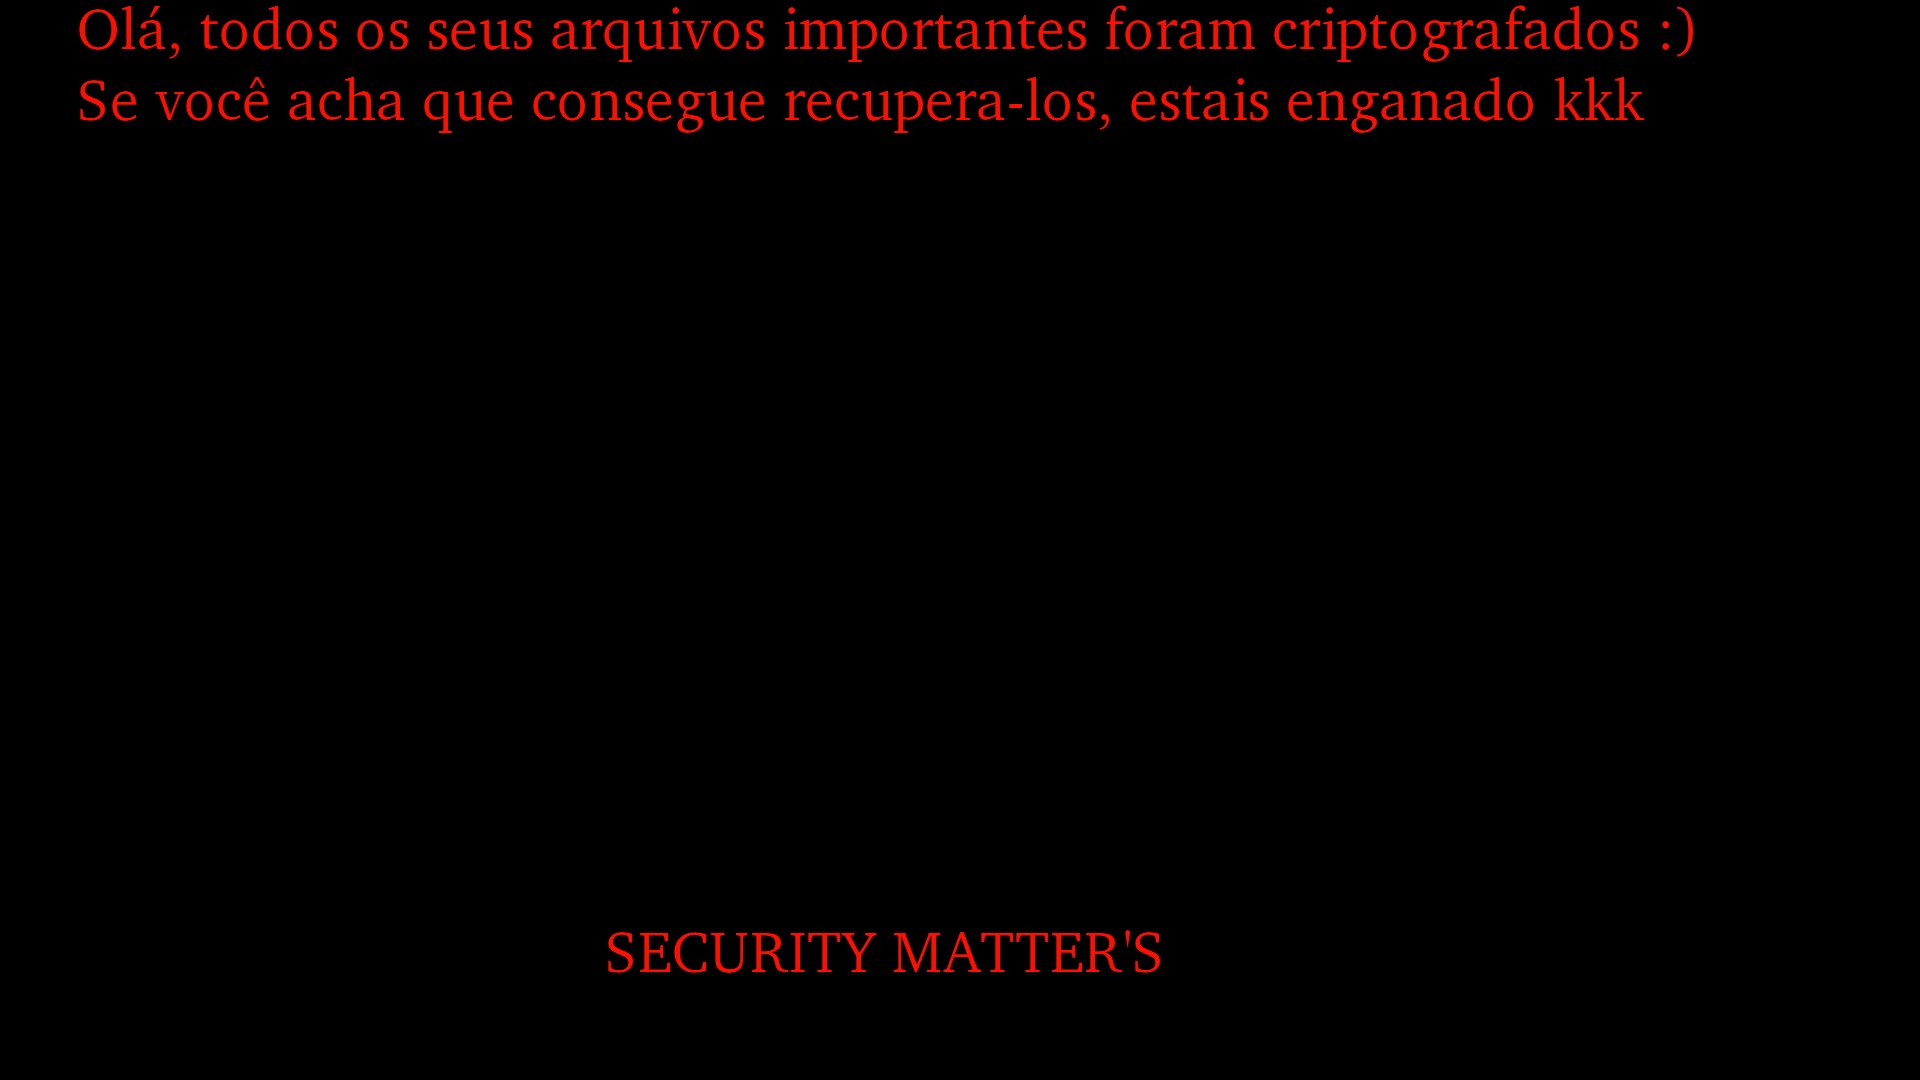 Olá, todos os seus arquivos importantes foram criptografados :)
Se você acha que consegue recupera-los, estais enganado kkk
SECURITY MATTER'S